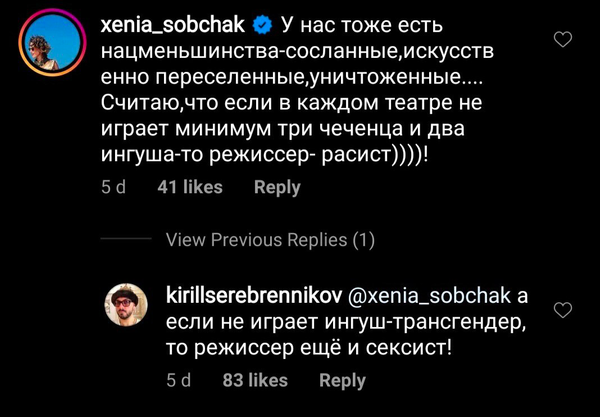 xenia_sobchak У нас тоже есть
нацменьшинства-сосланные,искусств
енно переселенные,уничтоженные....
Считаю,что если в каждом театре не
играет минимум три чеченца и два
ингуша-то режиссер- расист))))!
5 d 41 likes Reply
View Previous Replies (1)
kirillserebrennikov @xenia_sobchak а
если не играет ингуш-трансгендер,
то режиссер ещё и сексист!
5 d 83 likes Reply